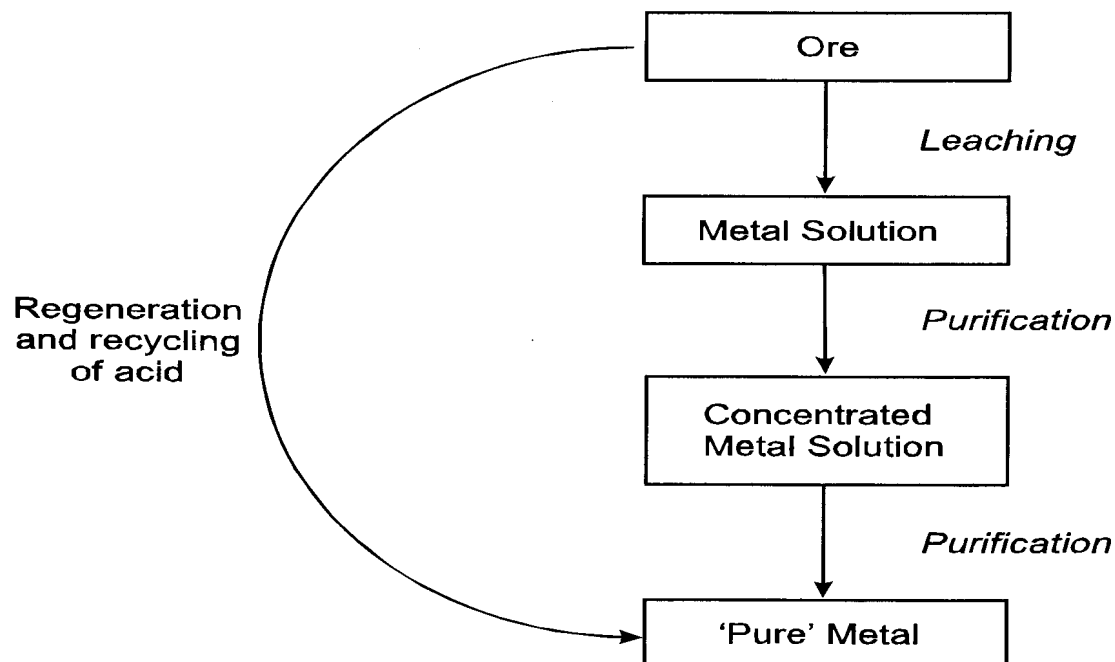 Ore
Leaching
Metal Solution
Regeneration
and recycling
of acid
Purification
Concentrated
Metal Solution
Purification
‘Pure’ Metal